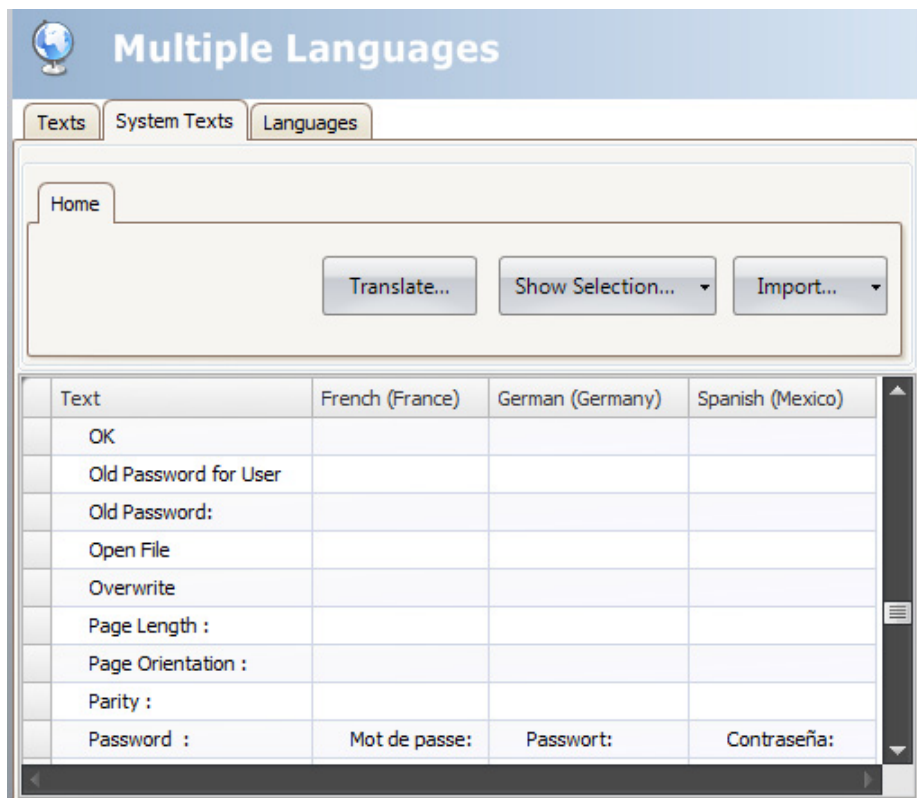 Multiple Languages
Texts System Texts Languages
Home
Translate... Show Selection... Import...
Text French (France) German (Germany) Spanish (Mexico)
OK
Old Password for User
Old Password:
Open File
Overwrite
Page Length :
Page Orientation :
Parity :
Password : Mot de passe: Passwort: Contraseña: